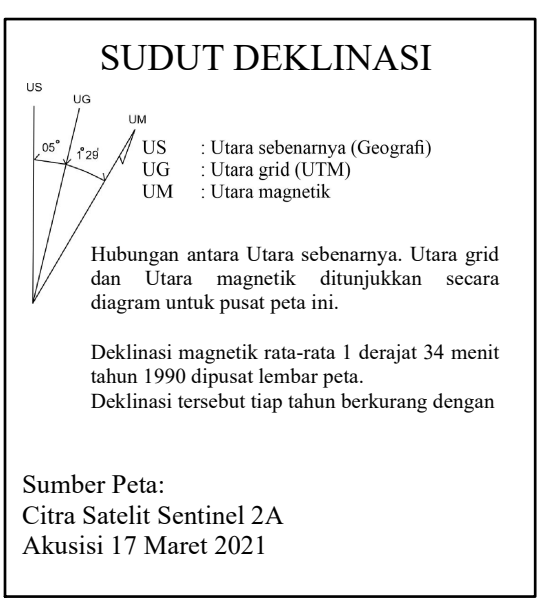 SUDUT DEKLINASI
US
UG
UM
05°
1°29'
US : Utara sebenarnya (Geografi)
UG : Utara grid (UTM)
UM : Utara magnetik
Hubungan antara Utara sebenarnya. Utara grid
dan Utara magnetik ditunjukkan secara
diagram untuk pusat peta ini.
Deklinasi magnetik rata-rata 1 derajat 34 menit
tahun 1990 dipusat lembar peta.
Deklinasi tersebut tiap tahun berkurang dengan
Sumber Peta:
Citra Satelit Sentinel 2A
Akusisi 17 Maret 2021